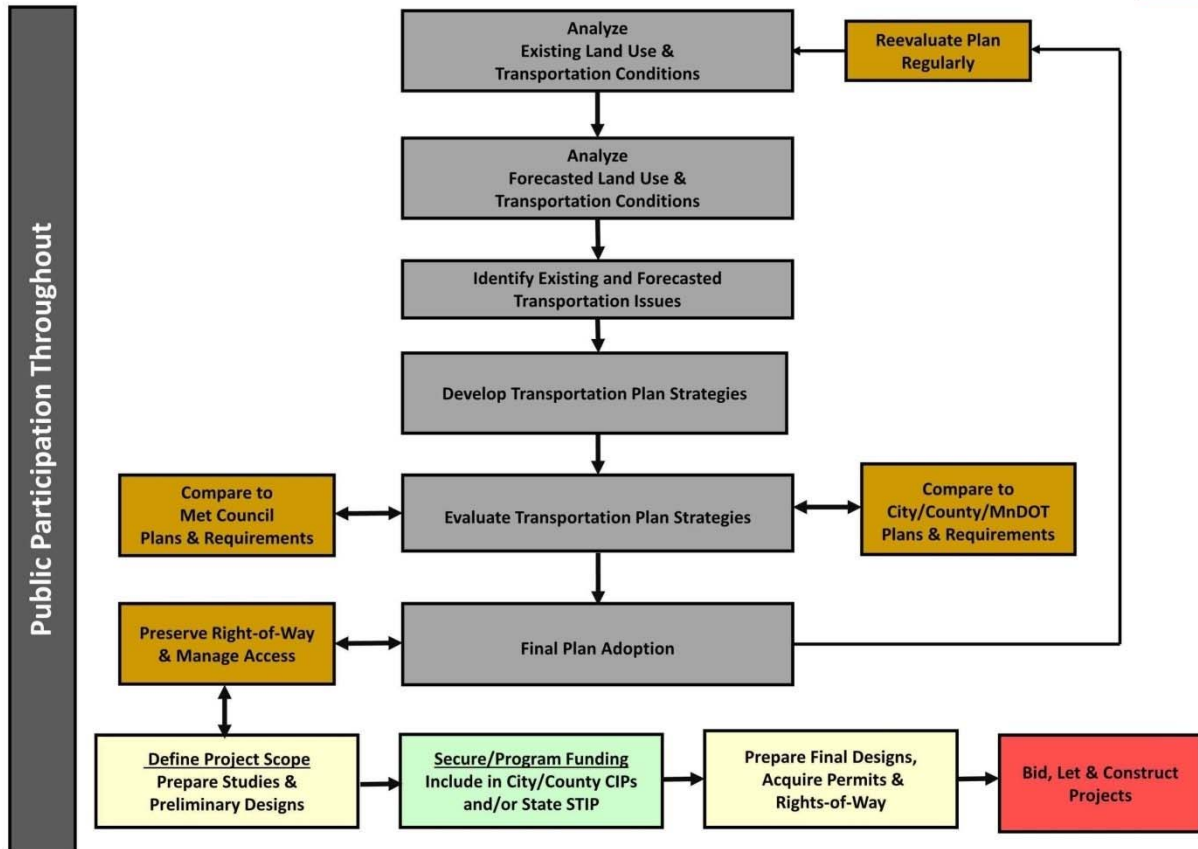 Public Participation Throughout
Analyze
Existing Land Use &
Transportation Conditions
Reevaluate Plan
Regularly
Analyze
Forecasted Land Use &
Transportation Conditions
Identify Existing and Forecasted
Transportation Issues
Develop Transportation Plan Strategies
Compare to
Met Council
Plans & Requirements
Evaluate Transportation Plan Strategies
Compare to
City/County/MnDOT
Plans & Requirements
Preserve Right-of-Way
& Manage Access
Final Plan Adoption
Define Project Scope
Prepare Studies &
Preliminary Designs
Secure/Program Funding
Include in City/County CIPs
and/or State STIP
Prepare Final Designs,
Acquire Permits &
Rights-of-Way
Bid, Let & Construct
Projects